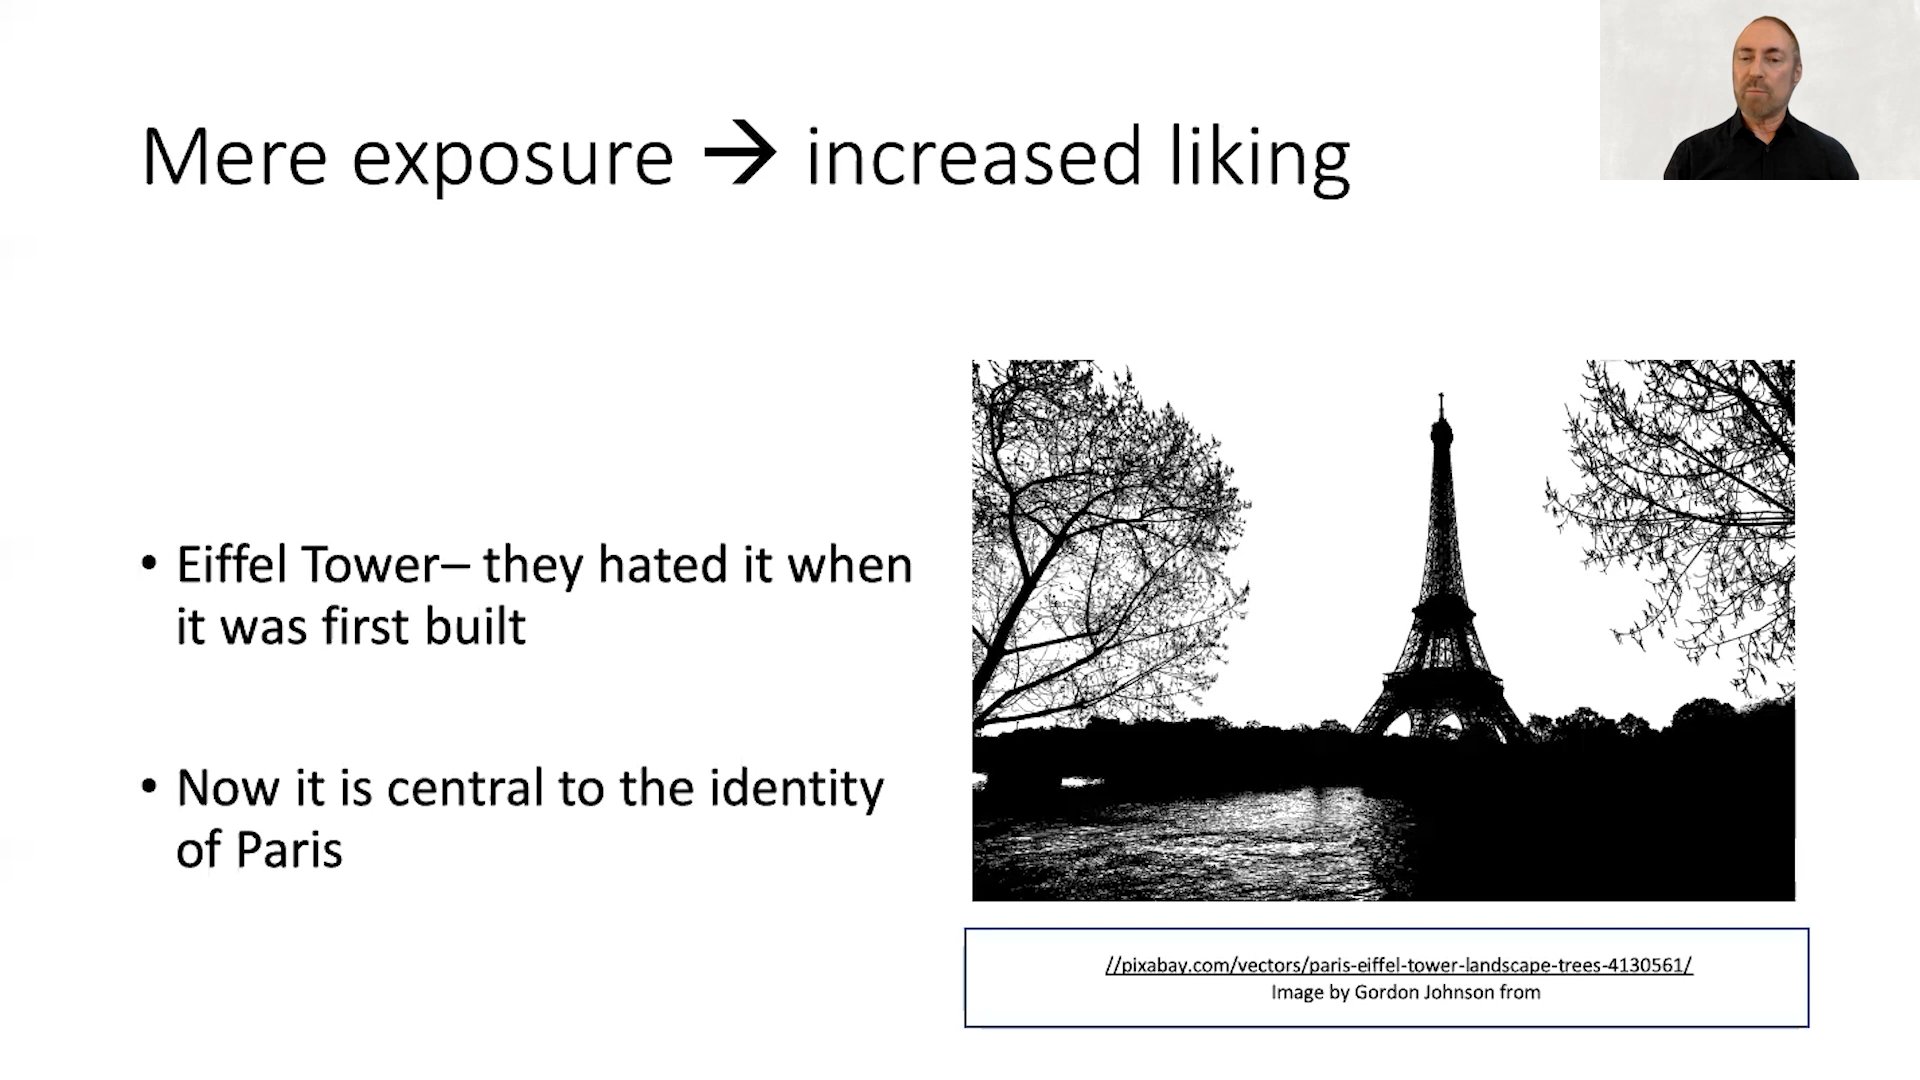 Mere exposure → increased liking
• Eiffel Tower– they hated it when
it was first built
• Now it is central to the identity
of Paris
//pixabay.com/vectors/paris-eiffel-tower-landscape-trees-4130561/
Image by Gordon Johnson from